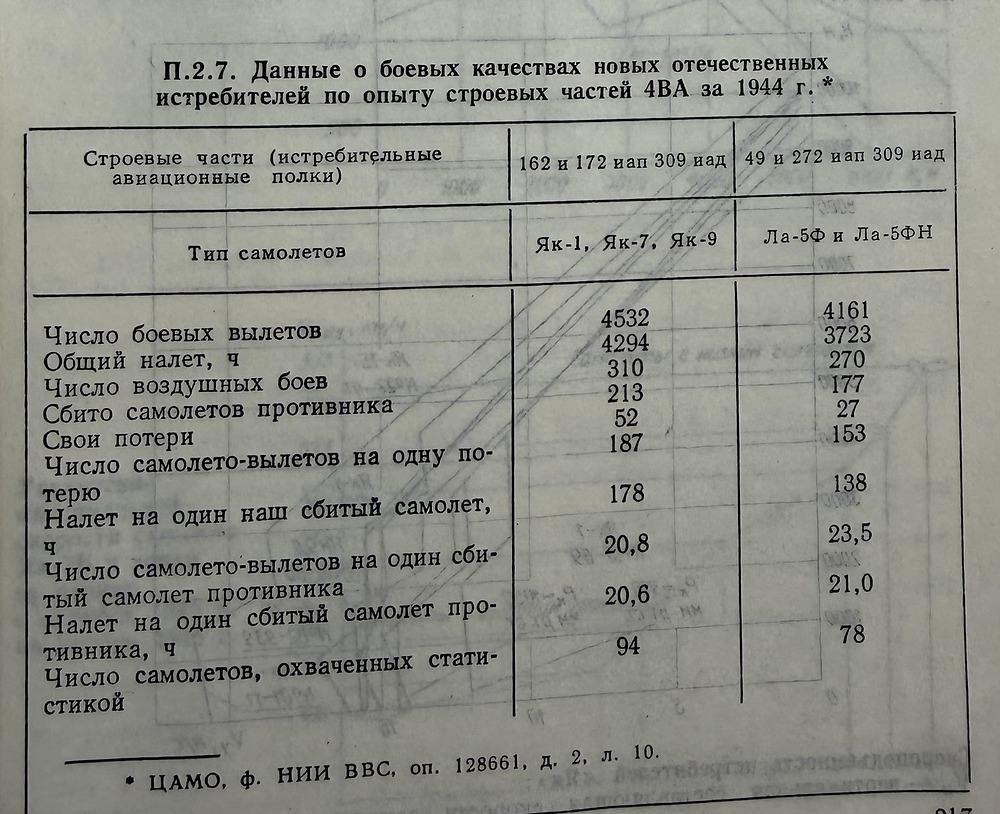 П.2.7. Данные о боевых качествах новых отечественных
истребителей по опыту строевых частей 4ВА за 1944 г. *
Строевые части (истребительные
авиационные полки)
162 и 172 иап 309 иад
49 и 272 иап 309 иад
Тип самолетов
Як-1, Як-7, Як-9
Ла-5Ф и Ла-5ФН
Число боевых вылетов 4532 4161
Общий налет, ч 4294 3723
Число воздушных боев 310 270
Сбито самолетов противника 213 177
Свои потери 52 27
Число самолето-вылетов на одну по-
терю 187 153
Налет на один наш сбитый самолет,
ч 178 138
Число самолето-вылетов на один сби-
тый самолет противника 20,8 23,5
Налет на один сбитый самолет про-
тивника, ч 20,6 21,0
Число самолетов, охваченных стати-
стикой 94 78
* ЦАМО, ф. НИИ ВВС, оп. 128661, д. 2, л. 10.